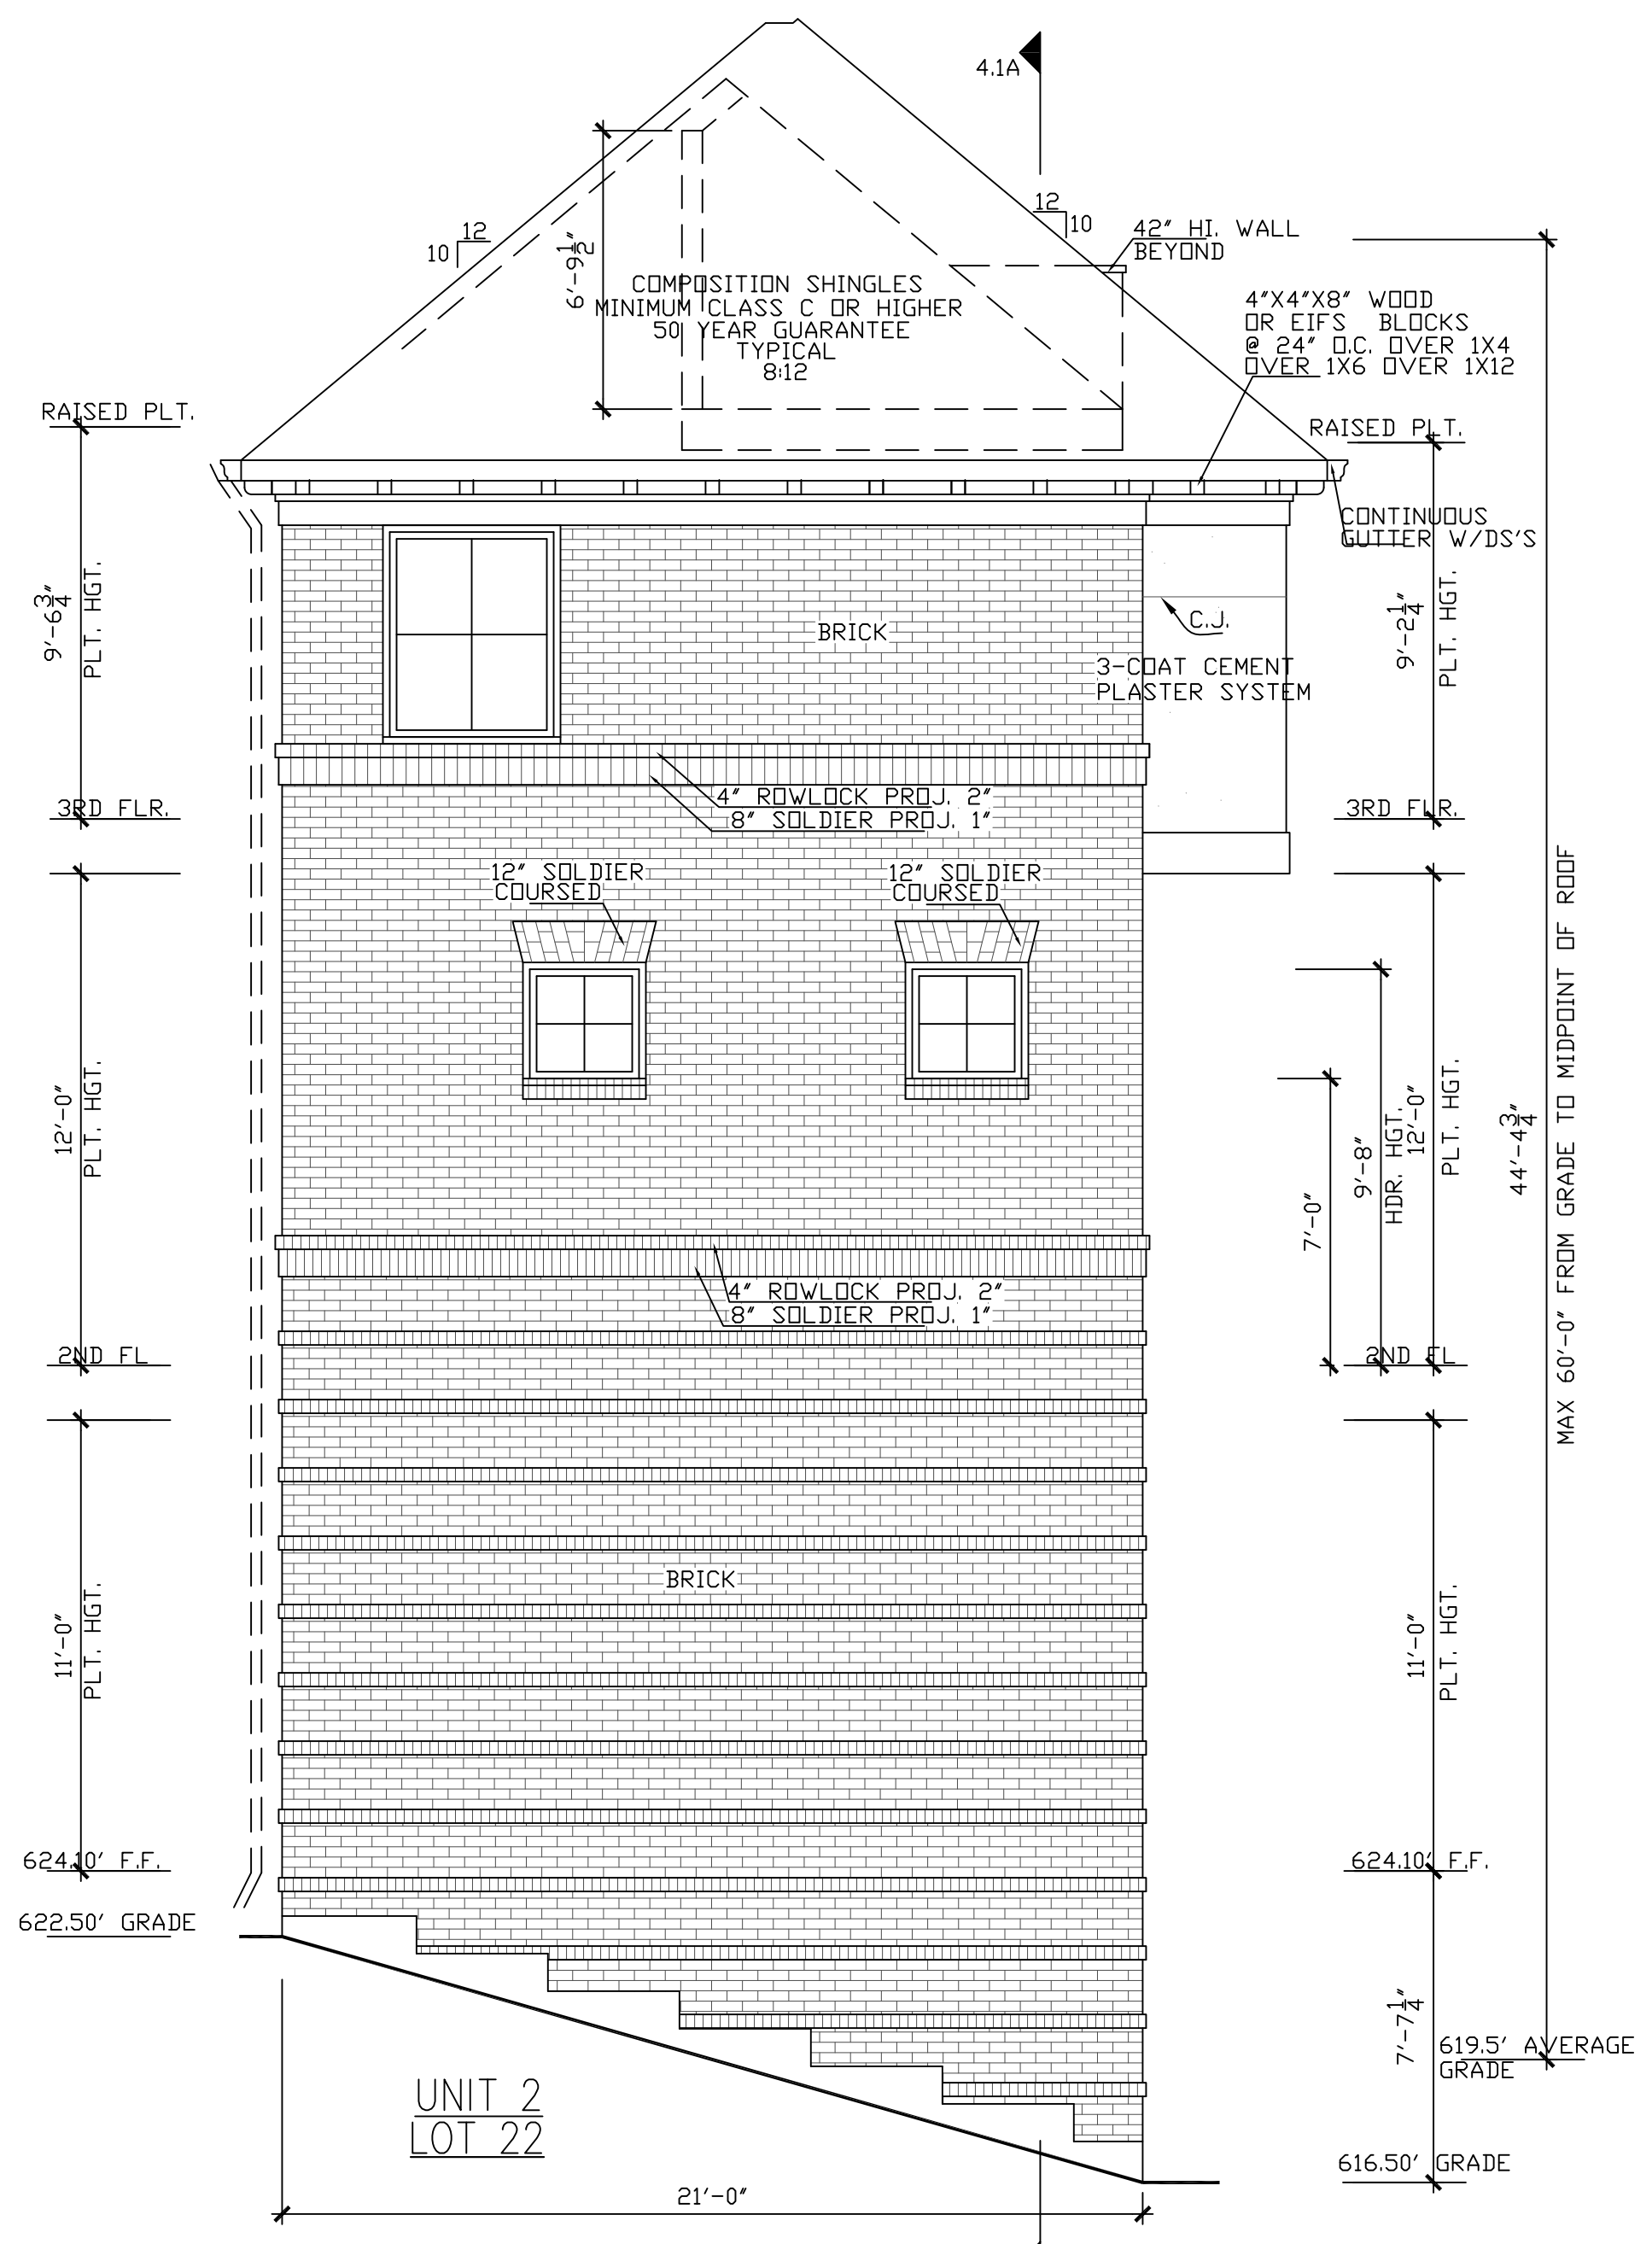 4.1A
12
10
12
10
42" HI. WALL
BEYOND
6'-9 1/2"
COMPOSITION SHINGLES
MINIMUM CLASS C OR HIGHER
50 YEAR GUARANTEE
TYPICAL
8:12
4"X4"X8" WOOD
OR EIFS BLOCKS
@ 24" O.C. OVER 1X4
OVER 1X6 OVER 1X12
RAISED PLT.
RAISED PLT.
CONTINUOUS
GUTTER W/DS'S
9'-6 3/4"
PLT. HGT.
BRICK
C.J.
3-COAT CEMENT
PLASTER SYSTEM
9'-2 1/4"
PLT. HGT.
4" ROWLOCK PROJ. 2"
8" SOLDIER PROJ. 1"
3RD FLR.
3RD FLR.
12" SOLDIER
COURSED
12" SOLDIER
COURSED
12'-0"
PLT. HGT.
7'-0"
9'-8"
HDR. HGT.
12'-0"
PLT. HGT.
44'-4 3/4"
MAX 60'-0" FROM GRADE TO MIDPOINT OF ROOF
4" ROWLOCK PROJ. 2"
8" SOLDIER PROJ. 1"
2ND FL
2ND FL
BRICK
11'-0"
PLT. HGT.
11'-0"
PLT. HGT.
624.10' F.F.
624.10' F.F.
622.50' GRADE
7'-7 1/4"
619.5' AVERAGE
GRADE
UNIT 2
LOT 22
616.50' GRADE
21'-0"